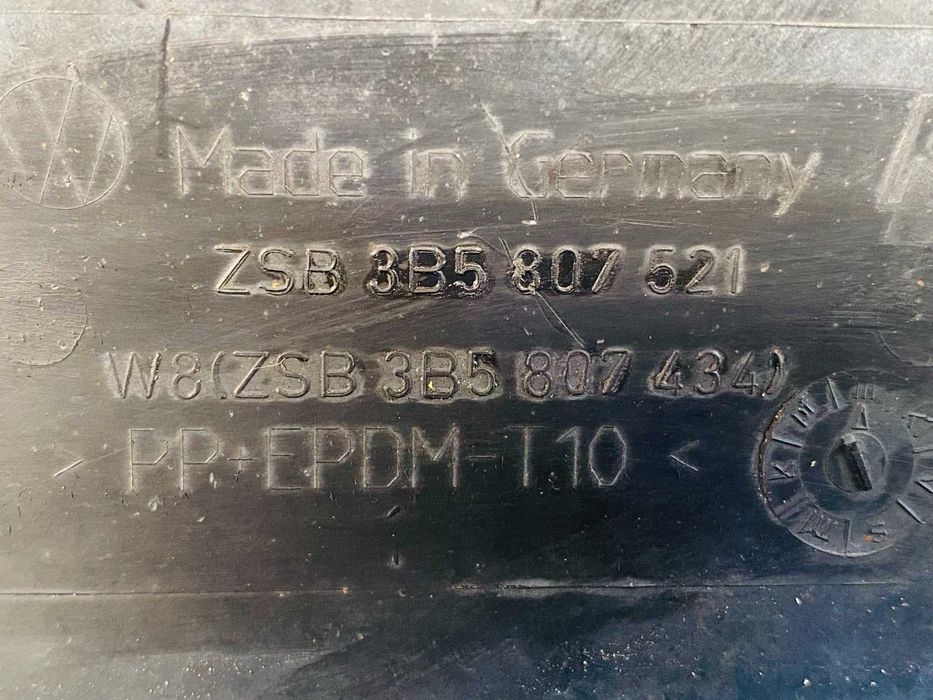 Made in Germany
ZSB 3B5 807 521
W8(ZSB 3B5 807 434)
> PP+EPDM-T10 <